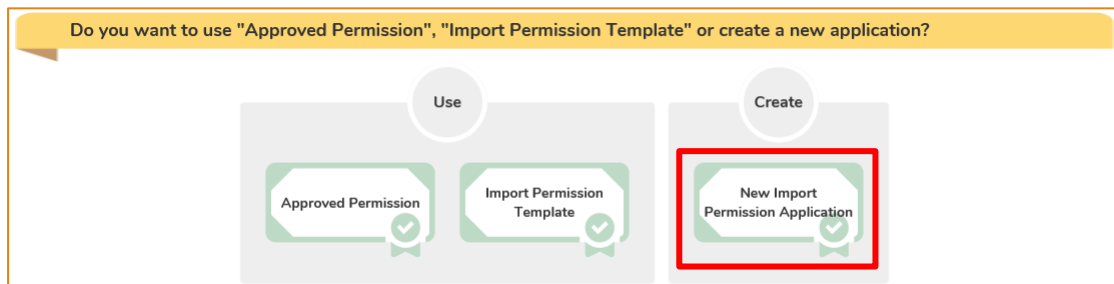 Do you want to use "Approved Permission", "Import Permission Template" or create a new application?
Use
Create
Approved Permission
Import Permission
Template
New Import
Permission Application